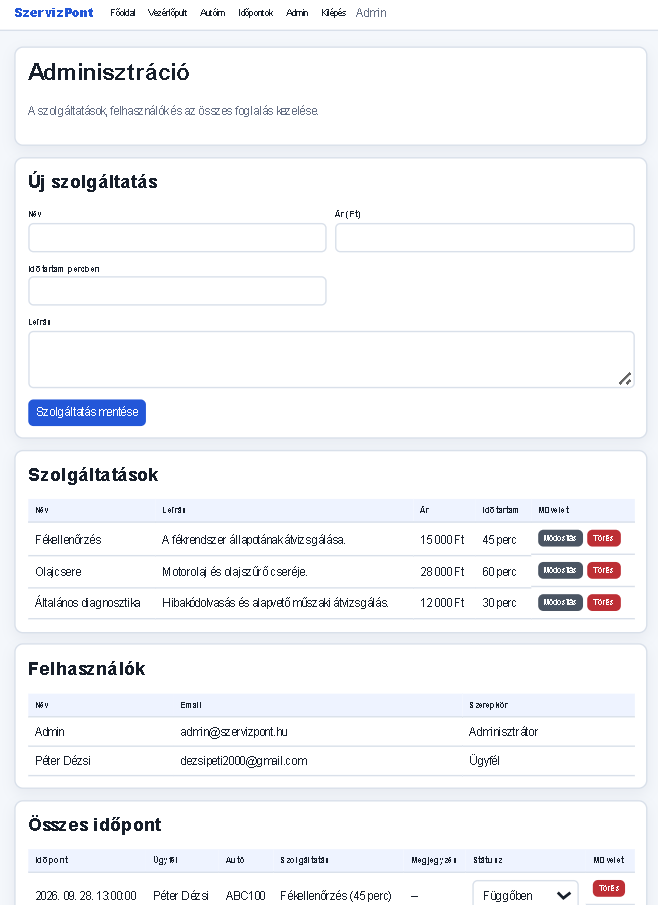 SzervizPont Főoldal Vezérlőpult Autóim Időpontok Admin Kilépés Admin
Adminisztráció
A szolgáltatások, felhasználók és az összes foglalás kezelése.
Új szolgáltatás
Név Ár (Ft)
Időtartam percben
Leírás
Szolgáltatás mentése
Szolgáltatások
Név Leírás Ár Időtartam Művelet
Fékellenőrzés A fékrendszer állapotának átvizsgálása. 15 000 Ft 45 perc Módosítás Törlés
Olajcsere Motorolaj és olajszűrő cseréje. 28 000 Ft 60 perc Módosítás Törlés
Általános diagnosztika Hibakódolvasás és alapvető műszaki átvizsgálás. 12 000 Ft 30 perc Módosítás Törlés
Felhasználók
Név Email Szerepkör
Admin admin@szervizpont.hu Adminisztrátor
Péter Dézsi dezsipeti2000@gmail.com Ügyfél
Összes időpont
Időpont Ügyfél Autó Szolgáltatás Megjegyzés Státusz Művelet
2026. 09. 28. 13:00:00 Péter Dézsi ABC100 Fékellenőrzés (45 perc) – Függőben Törlés